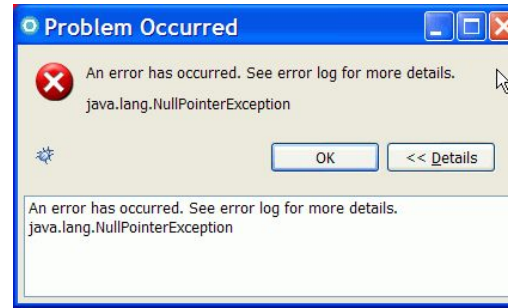 Problem Occurred
An error has occurred. See error log for more details.
java.lang.NullPointerException
OK
<< Details
An error has occurred. See error log for more details.
java.lang.NullPointerException